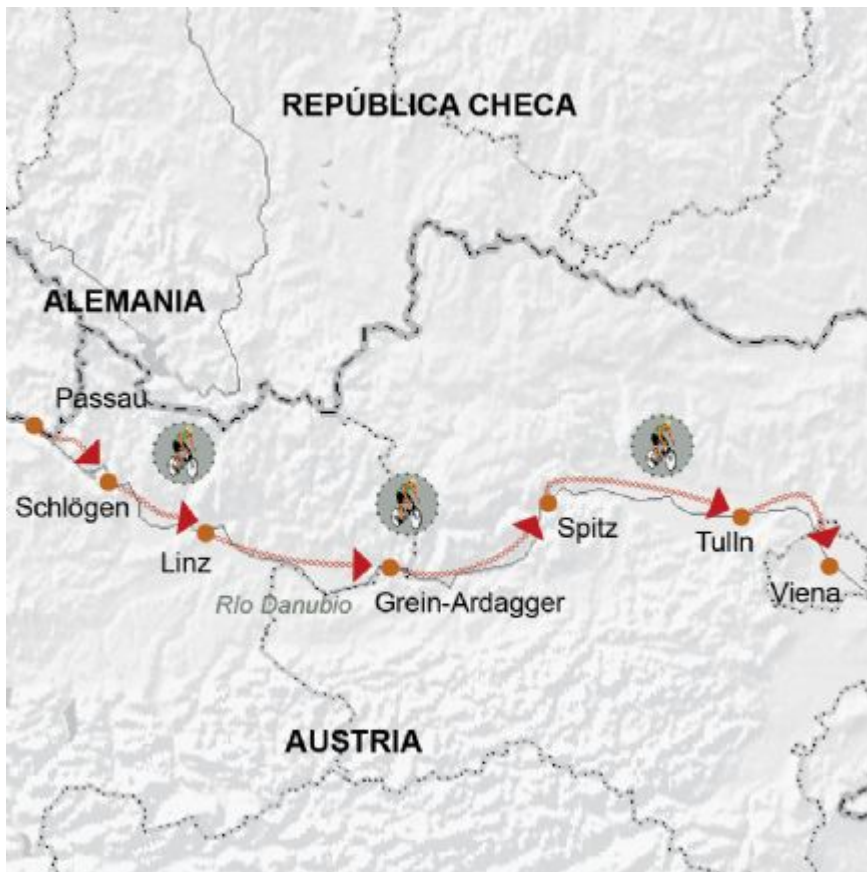 REPÚBLICA CHECA
ALEMANIA
Passau
Schlögen
Linz
Spitz
Tulln
Viena
Grein-Ardagger
Río Danubio
AUSTRIA